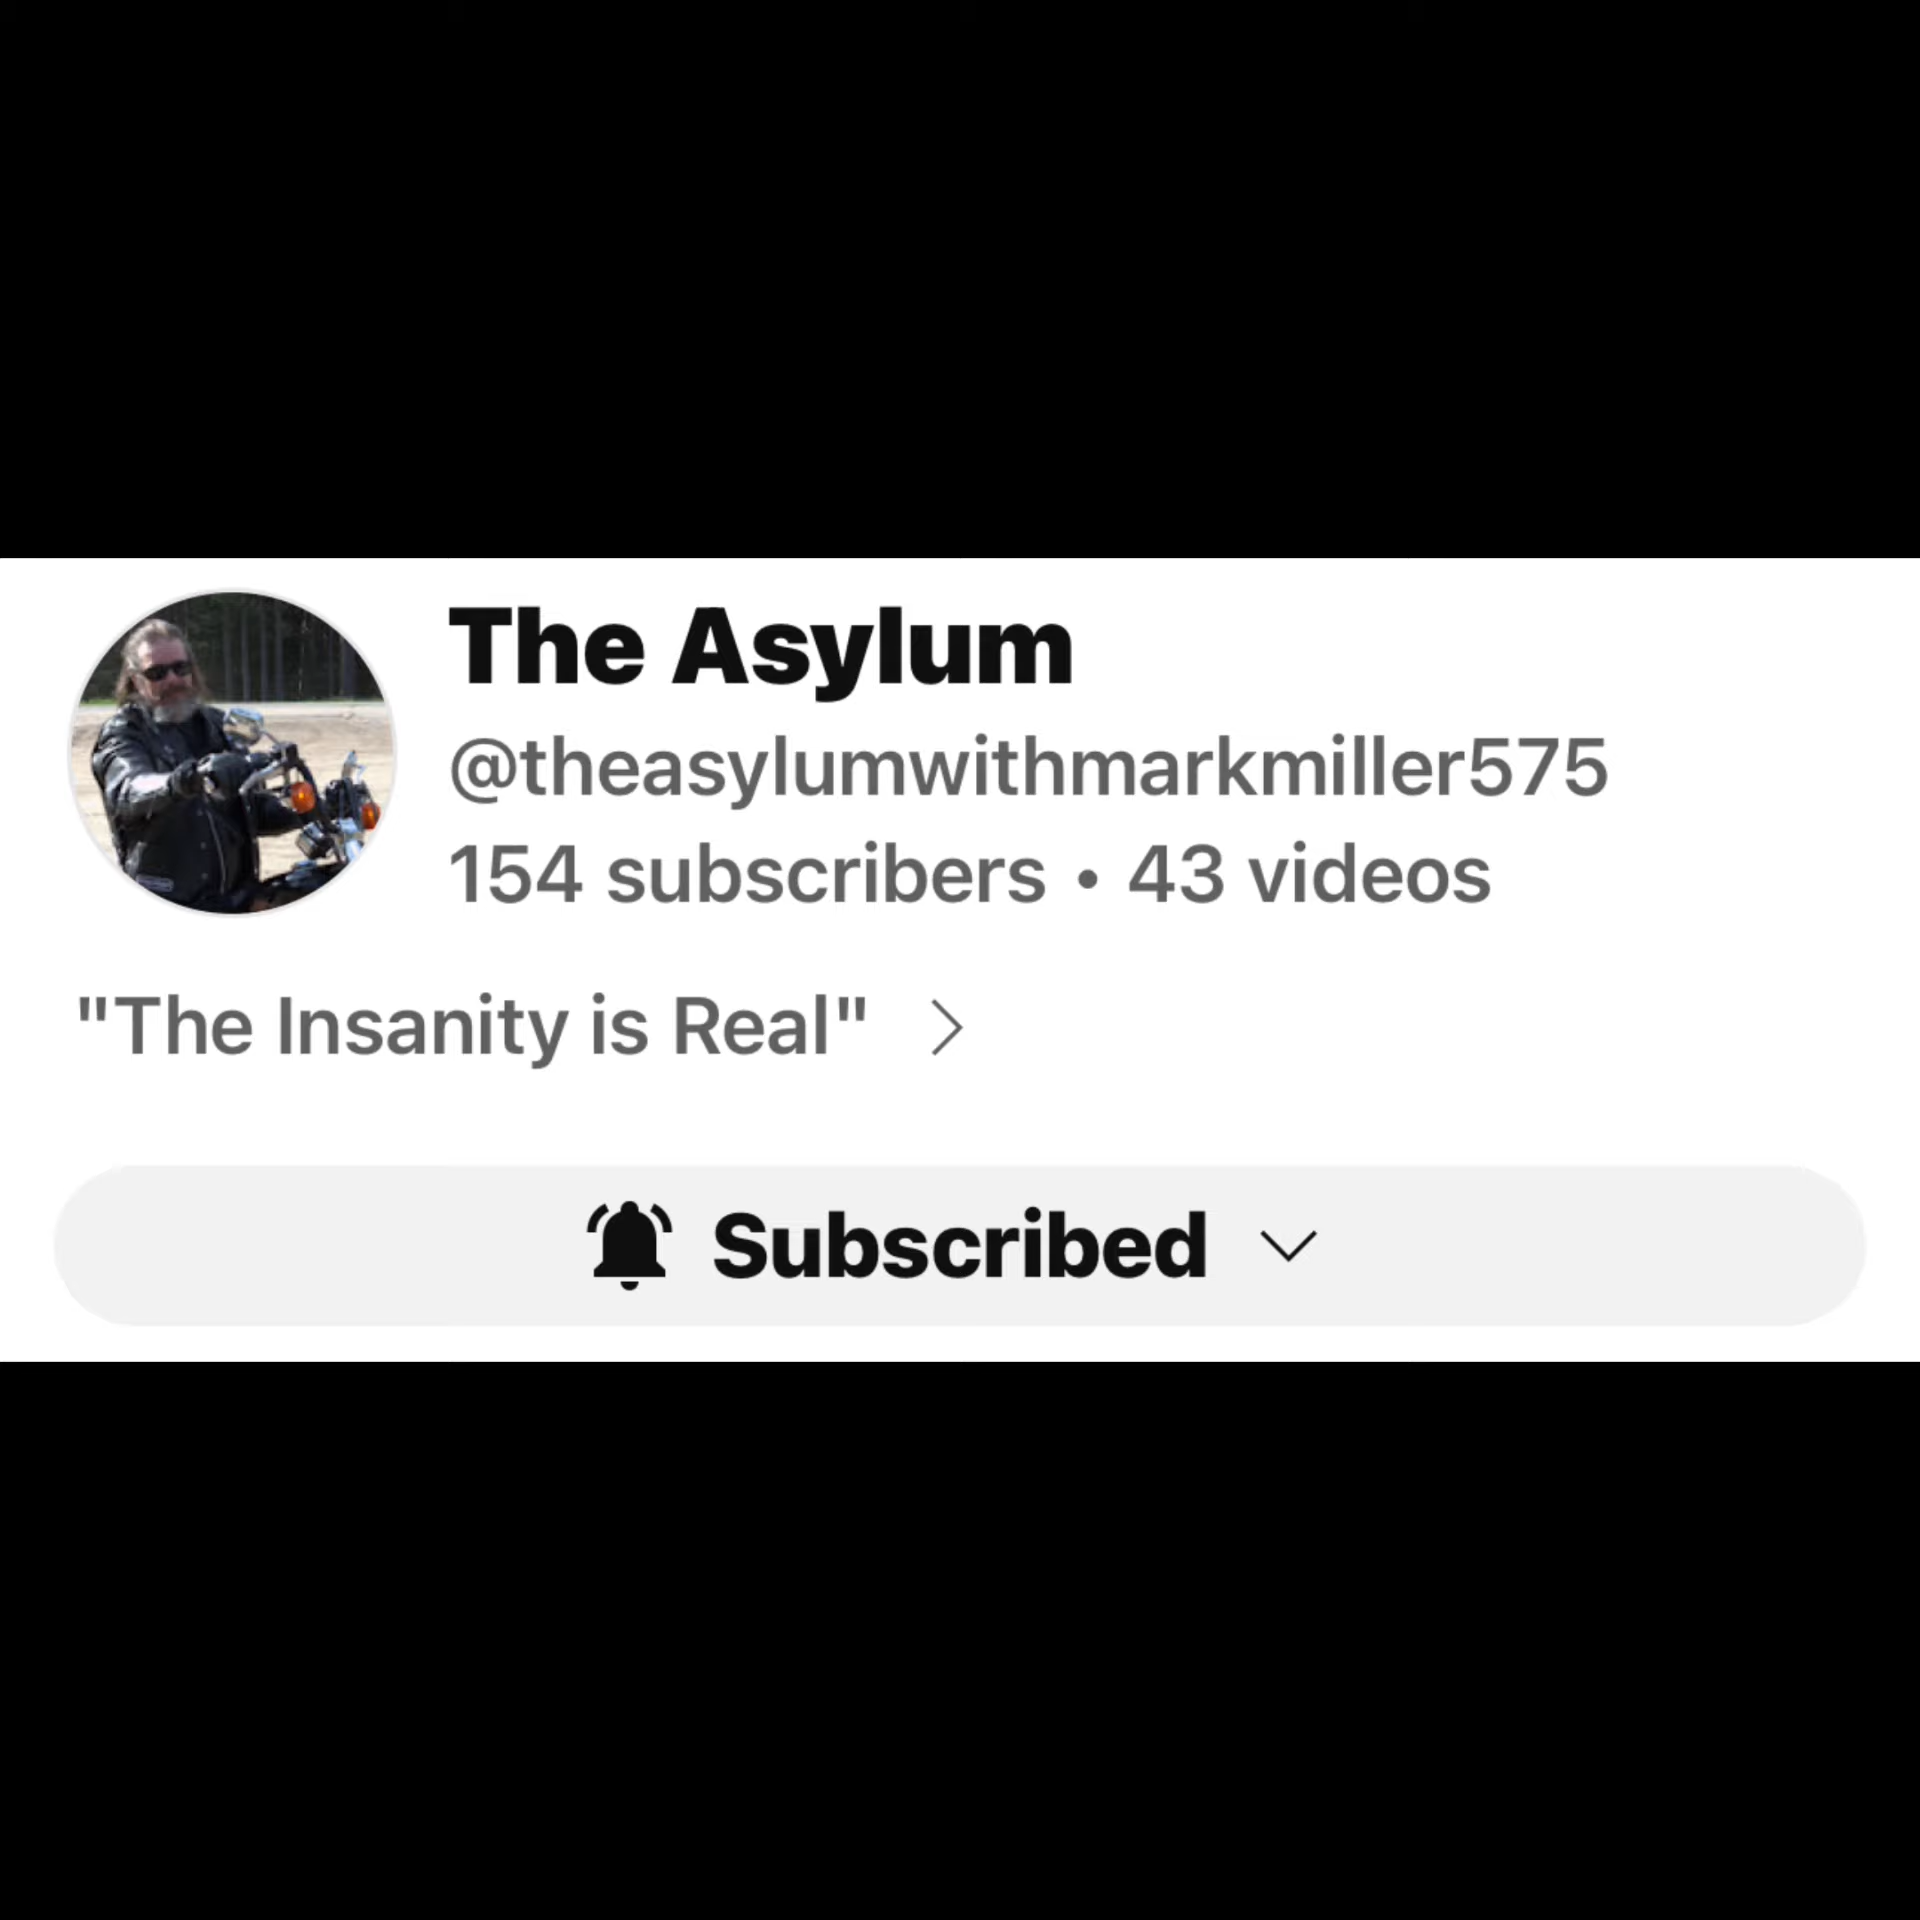 The Asylum
@theasylumwithmarkmiller575
154 subscribers • 43 videos
"The Insanity is Real"
Subscribed